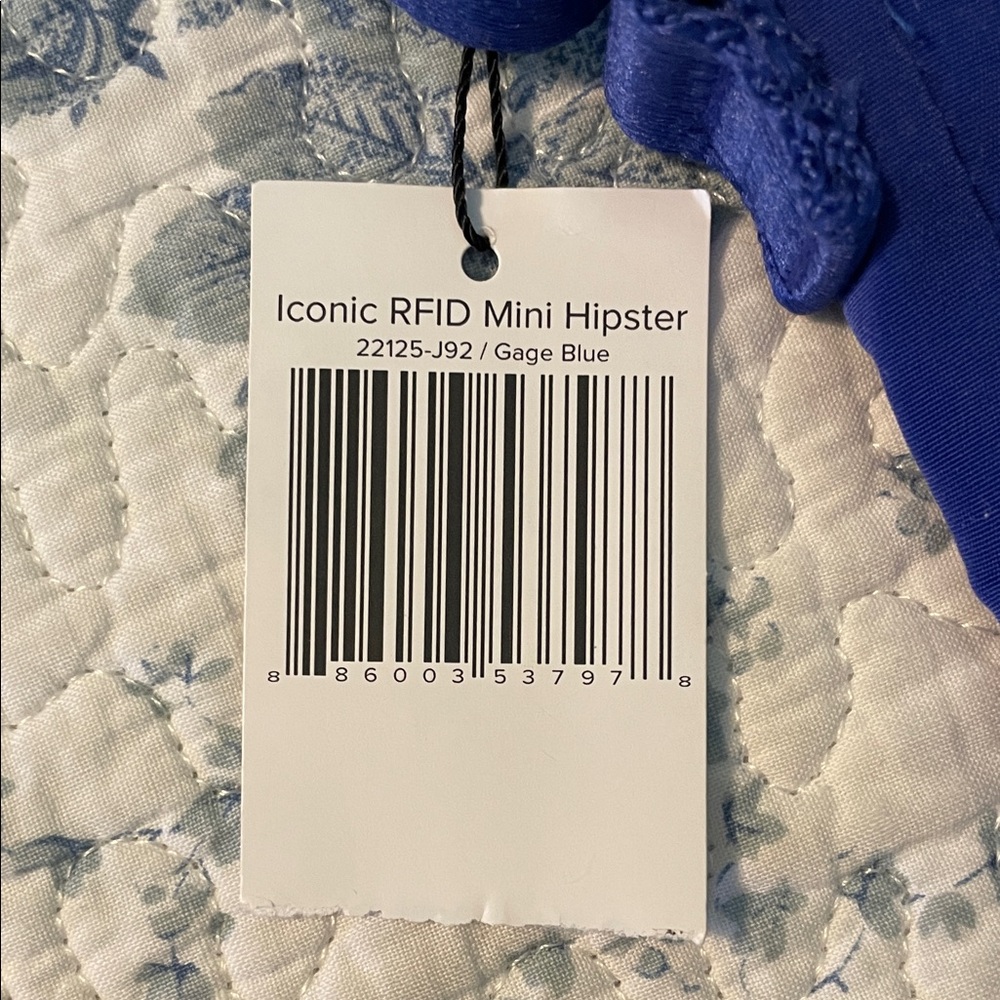 Iconic RFID Mini Hipster
22125-J92 / Gage Blue
8 86003 53797 8